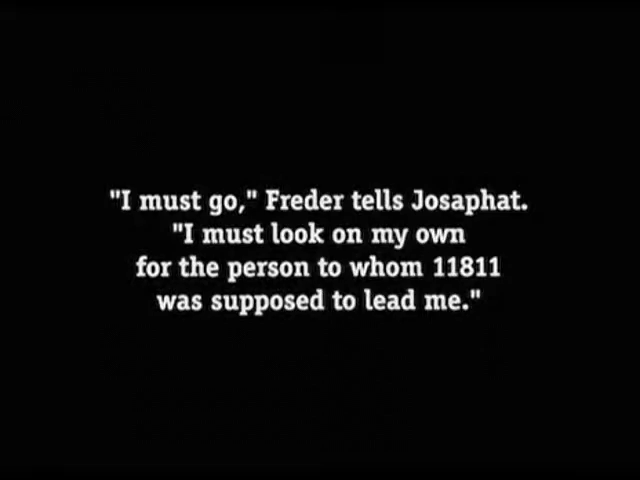 "I must go," Freder tells Josaphat.
"I must look on my own
for the person to whom 11811
was supposed to lead me."